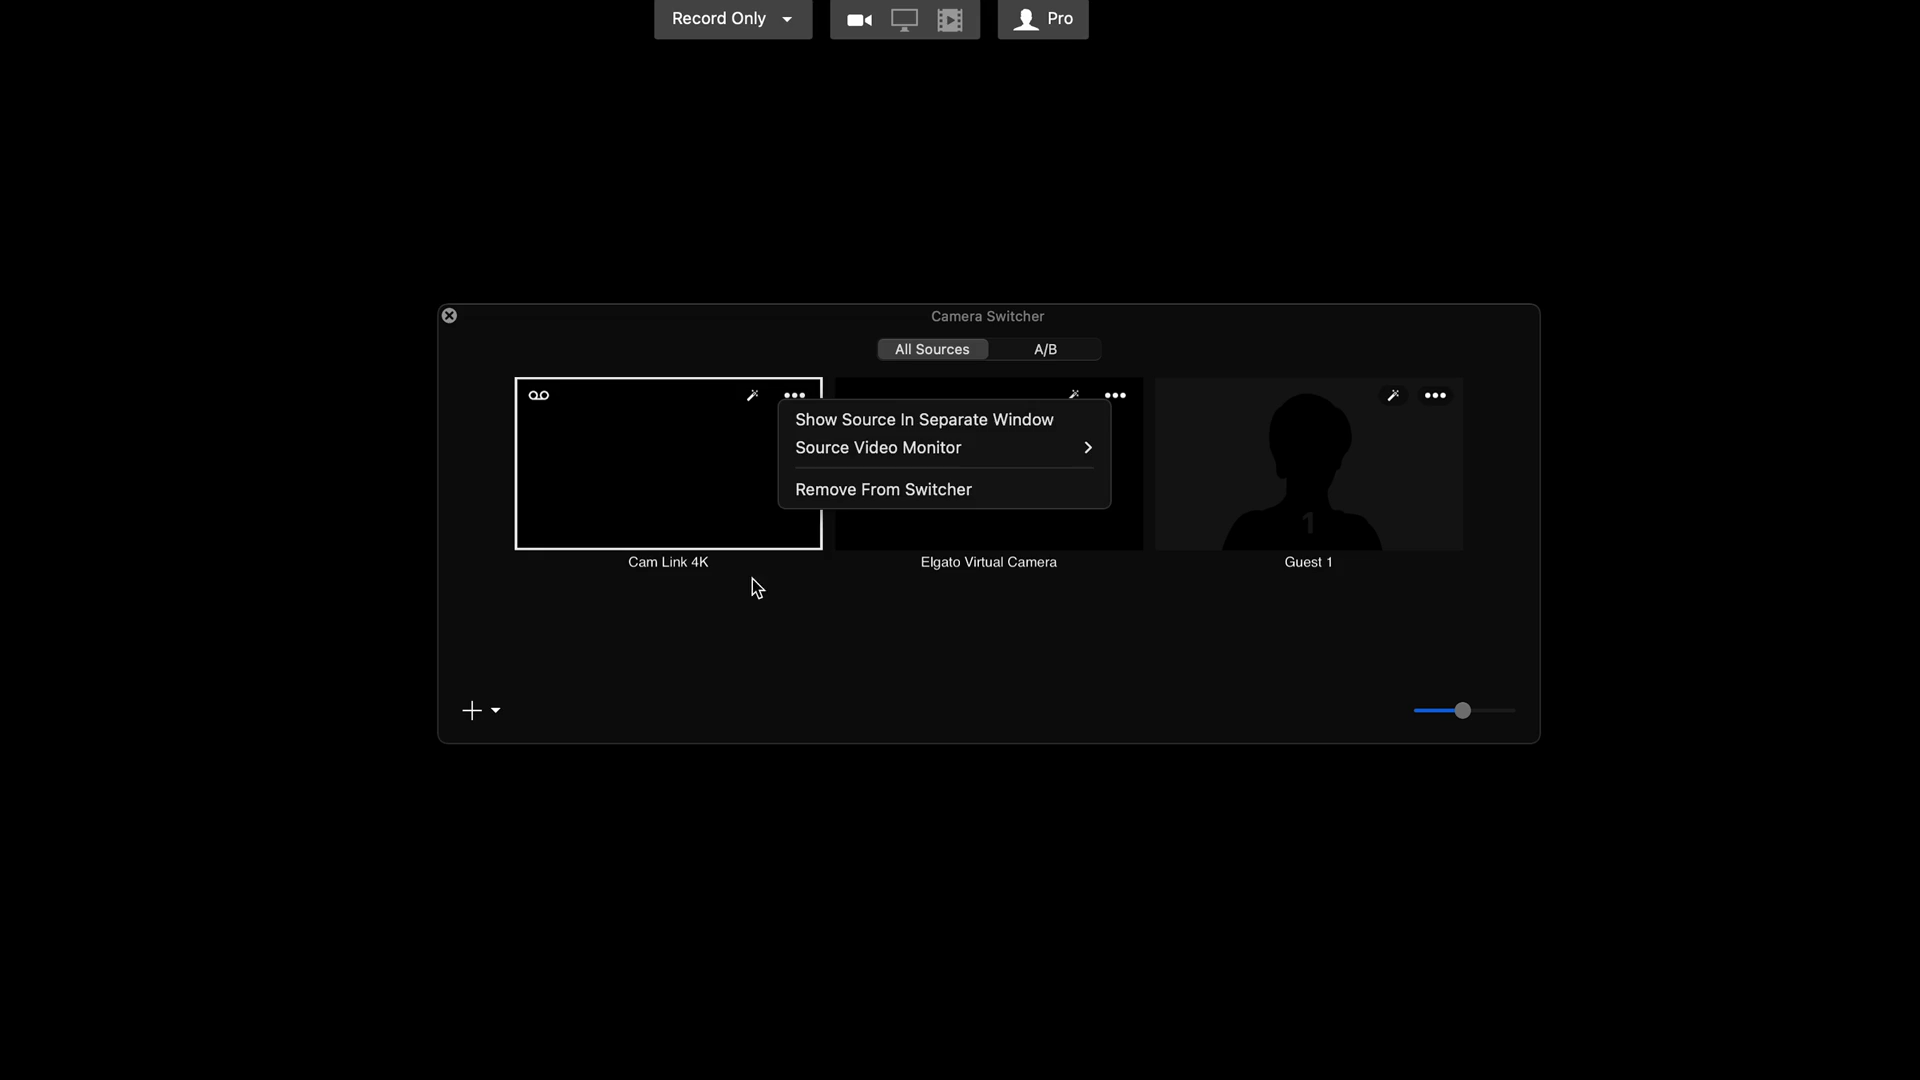 Record Only
Pro
Camera Switcher
All Sources
A/B
Show Source In Separate Window
Source Video Monitor
Remove From Switcher
1
Cam Link 4K
Elgato Virtual Camera
Guest 1